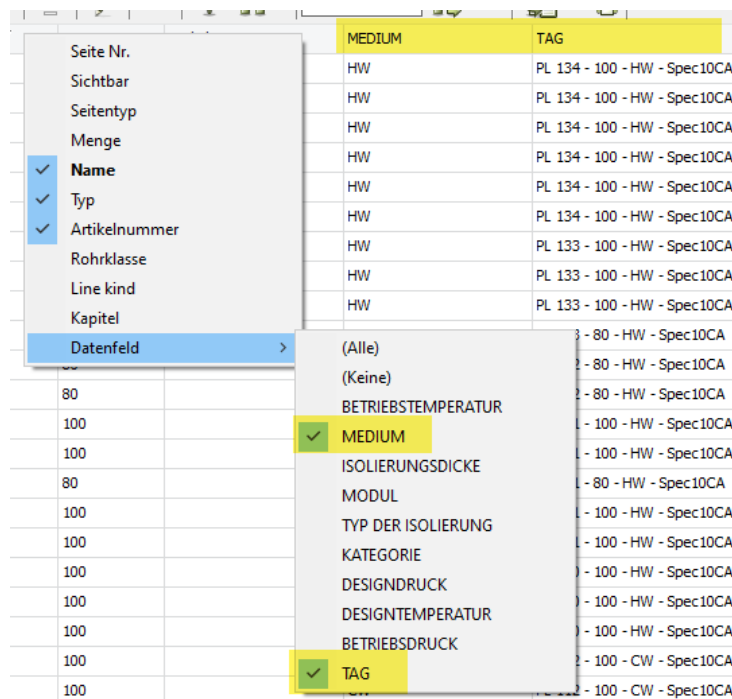 Seite Nr.
Sichtbar
Seitentyp
Menge
Name
Typ
Artikelnummer
Rohrklasse
Line kind
Kapitel
Datenfeld
(Alle)
(Keine)
BETRIEBSTEMPERATUR
MEDIUM
ISOLIERUNGSDICKE
MODUL
TYP DER ISOLIERUNG
KATEGORIE
DESIGNDRUCK
DESIGNTEMPERATUR
BETRIEBSDRUCK
TAG
MEDIUM TAG
HW PL 134 - 100 - HW - Spec10CA
HW PL 134 - 100 - HW - Spec10CA
HW PL 134 - 100 - HW - Spec10CA
HW PL 134 - 100 - HW - Spec10CA
HW PL 134 - 100 - HW - Spec10CA
HW PL 134 - 100 - HW - Spec10CA
HW PL 133 - 100 - HW - Spec10CA
HW PL 133 - 100 - HW - Spec10CA
HW PL 133 - 100 - HW - Spec10CA
- 80 - HW - Spec10CA
- 80 - HW - Spec10CA
80 - 80 - HW - Spec10CA
100 - 100 - HW - Spec10CA
100 - 100 - HW - Spec10CA
80 - 80 - HW - Spec10CA
100 - 100 - HW - Spec10CA
100 - 100 - HW - Spec10CA
100 - 100 - HW - Spec10CA
100 - 100 - HW - Spec10CA
100 - 100 - HW - Spec10CA
100 - 100 - CW - Spec10CA
100 CW PL 112 - 100 - CW - Spec10CA